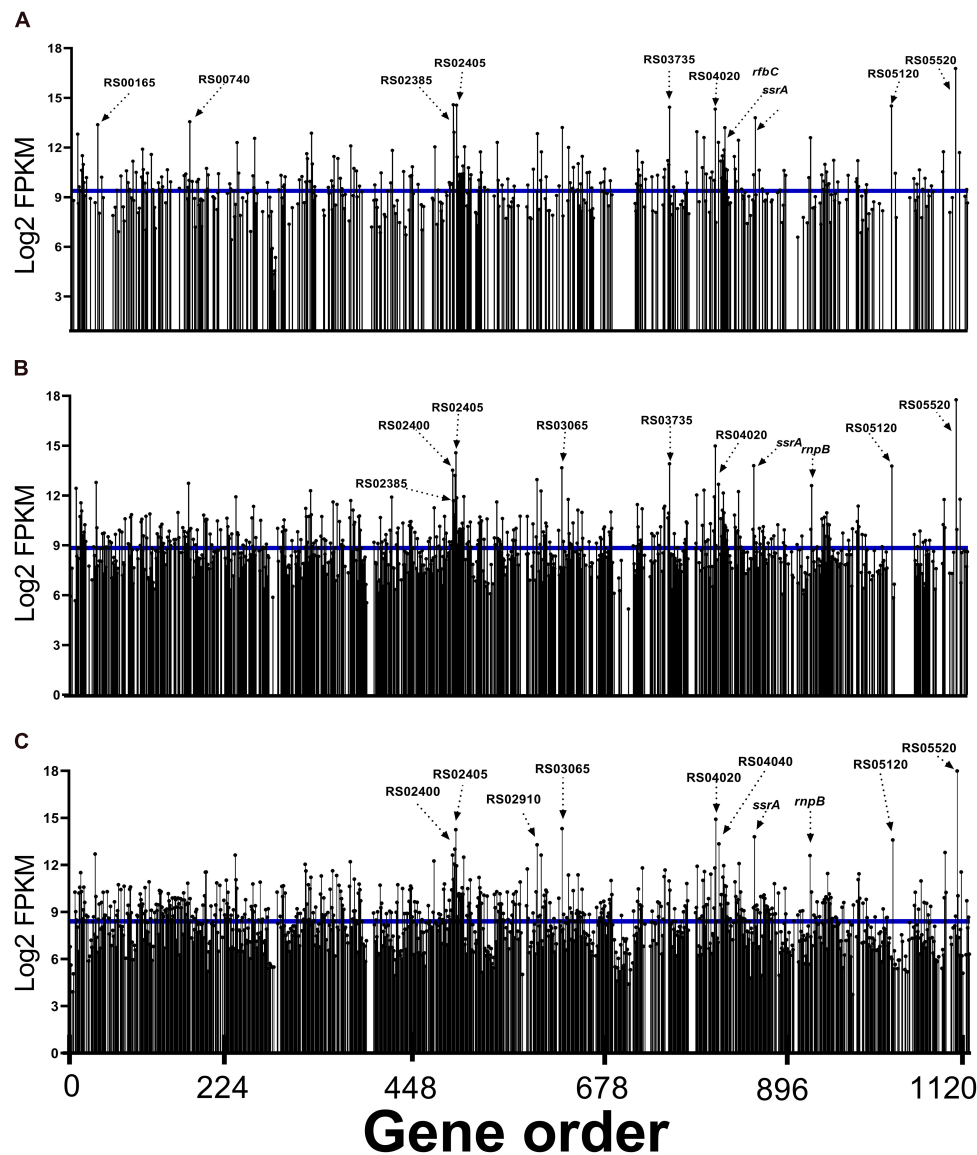 A
18
15
12
9
6
3
Log2 FPKM
RS00165
RS00740
RS02385
RS02405
RS03735
RS04020
rfbC
ssrA
RS05120
RS05520
B
18
15
12
9
6
3
0
Log2 FPKM
RS02400
RS02405
RS02385
RS03065
RS03735
RS04020
ssrA
rnpB
RS05120
RS05520
C
18
15
12
9
6
3
0
Log2 FPKM
RS02400
RS02405
RS02910
RS03065
RS04020
RS04040
ssrA
rnpB
RS05120
RS05520
0 224 448 678 896 1120
Gene order